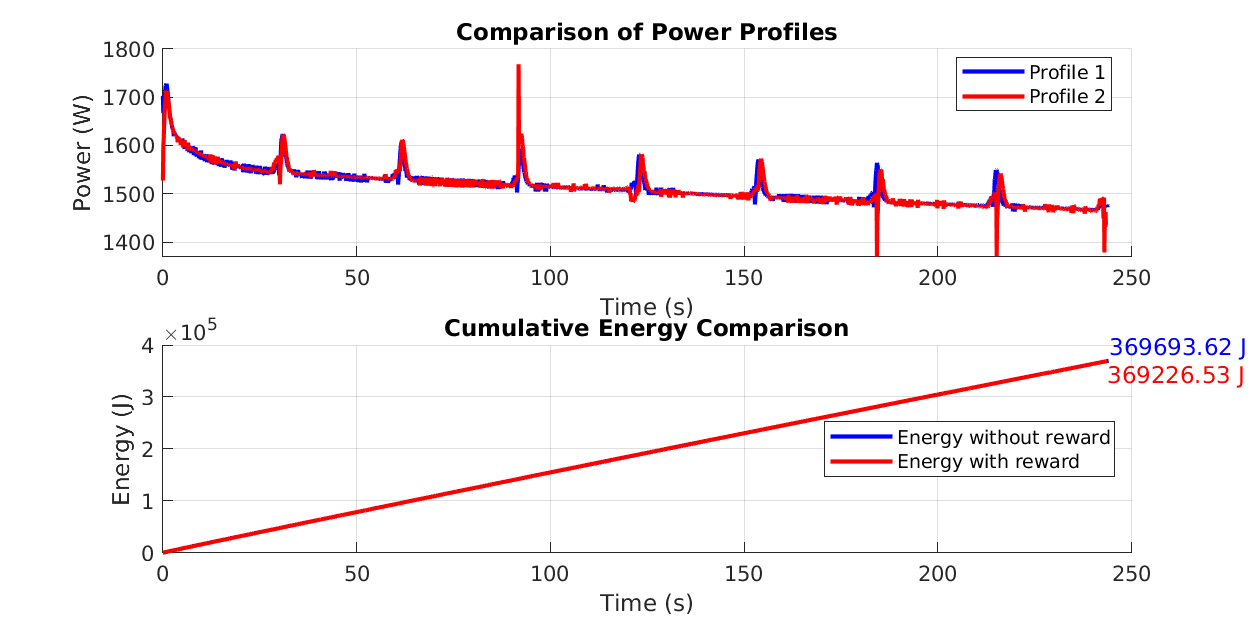 Comparison of Power Profiles
1800
1700
1600
1500
1400
Power (W)
Profile 1
Profile 2
0 50 100 150 200 250
Time (s)
Cumulative Energy Comparison
×10^5
4
3
2
1
0
Energy (J)
369693.62 J
369226.53 J
Energy without reward
Energy with reward
0 50 100 150 200 250
Time (s)